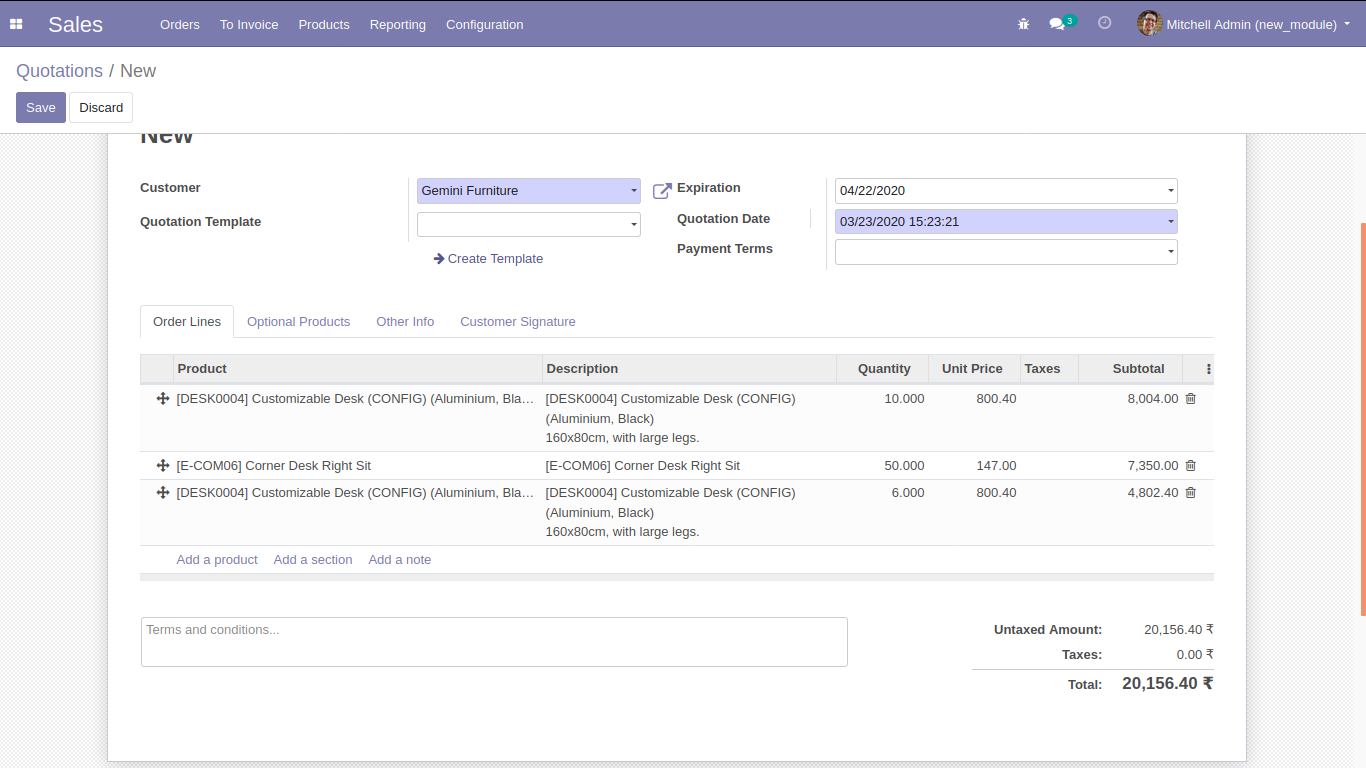 Sales Orders To Invoice Products Reporting Configuration 3 Mitchell Admin (new_module)
Quotations / New
Save Discard
New
Customer Gemini Furniture Expiration 04/22/2020
Quotation Template Quotation Date 03/23/2020 15:23:21
Payment Terms
Create Template
Order Lines Optional Products Other Info Customer Signature
Product Description Quantity Unit Price Taxes Subtotal
[DESK0004] Customizable Desk (CONFIG) (Aluminium, Bla... [DESK0004] Customizable Desk (CONFIG) 10.000 800.40 8,004.00
(Aluminium, Black)
160x80cm, with large legs.
[E-COM06] Corner Desk Right Sit [E-COM06] Corner Desk Right Sit 50.000 147.00 7,350.00
[DESK0004] Customizable Desk (CONFIG) (Aluminium, Bla... [DESK0004] Customizable Desk (CONFIG) 6.000 800.40 4,802.40
(Aluminium, Black)
160x80cm, with large legs.
Add a product Add a section Add a note
Terms and conditions... Untaxed Amount: 20,156.40 ₹
Taxes: 0.00 ₹
Total: 20,156.40 ₹